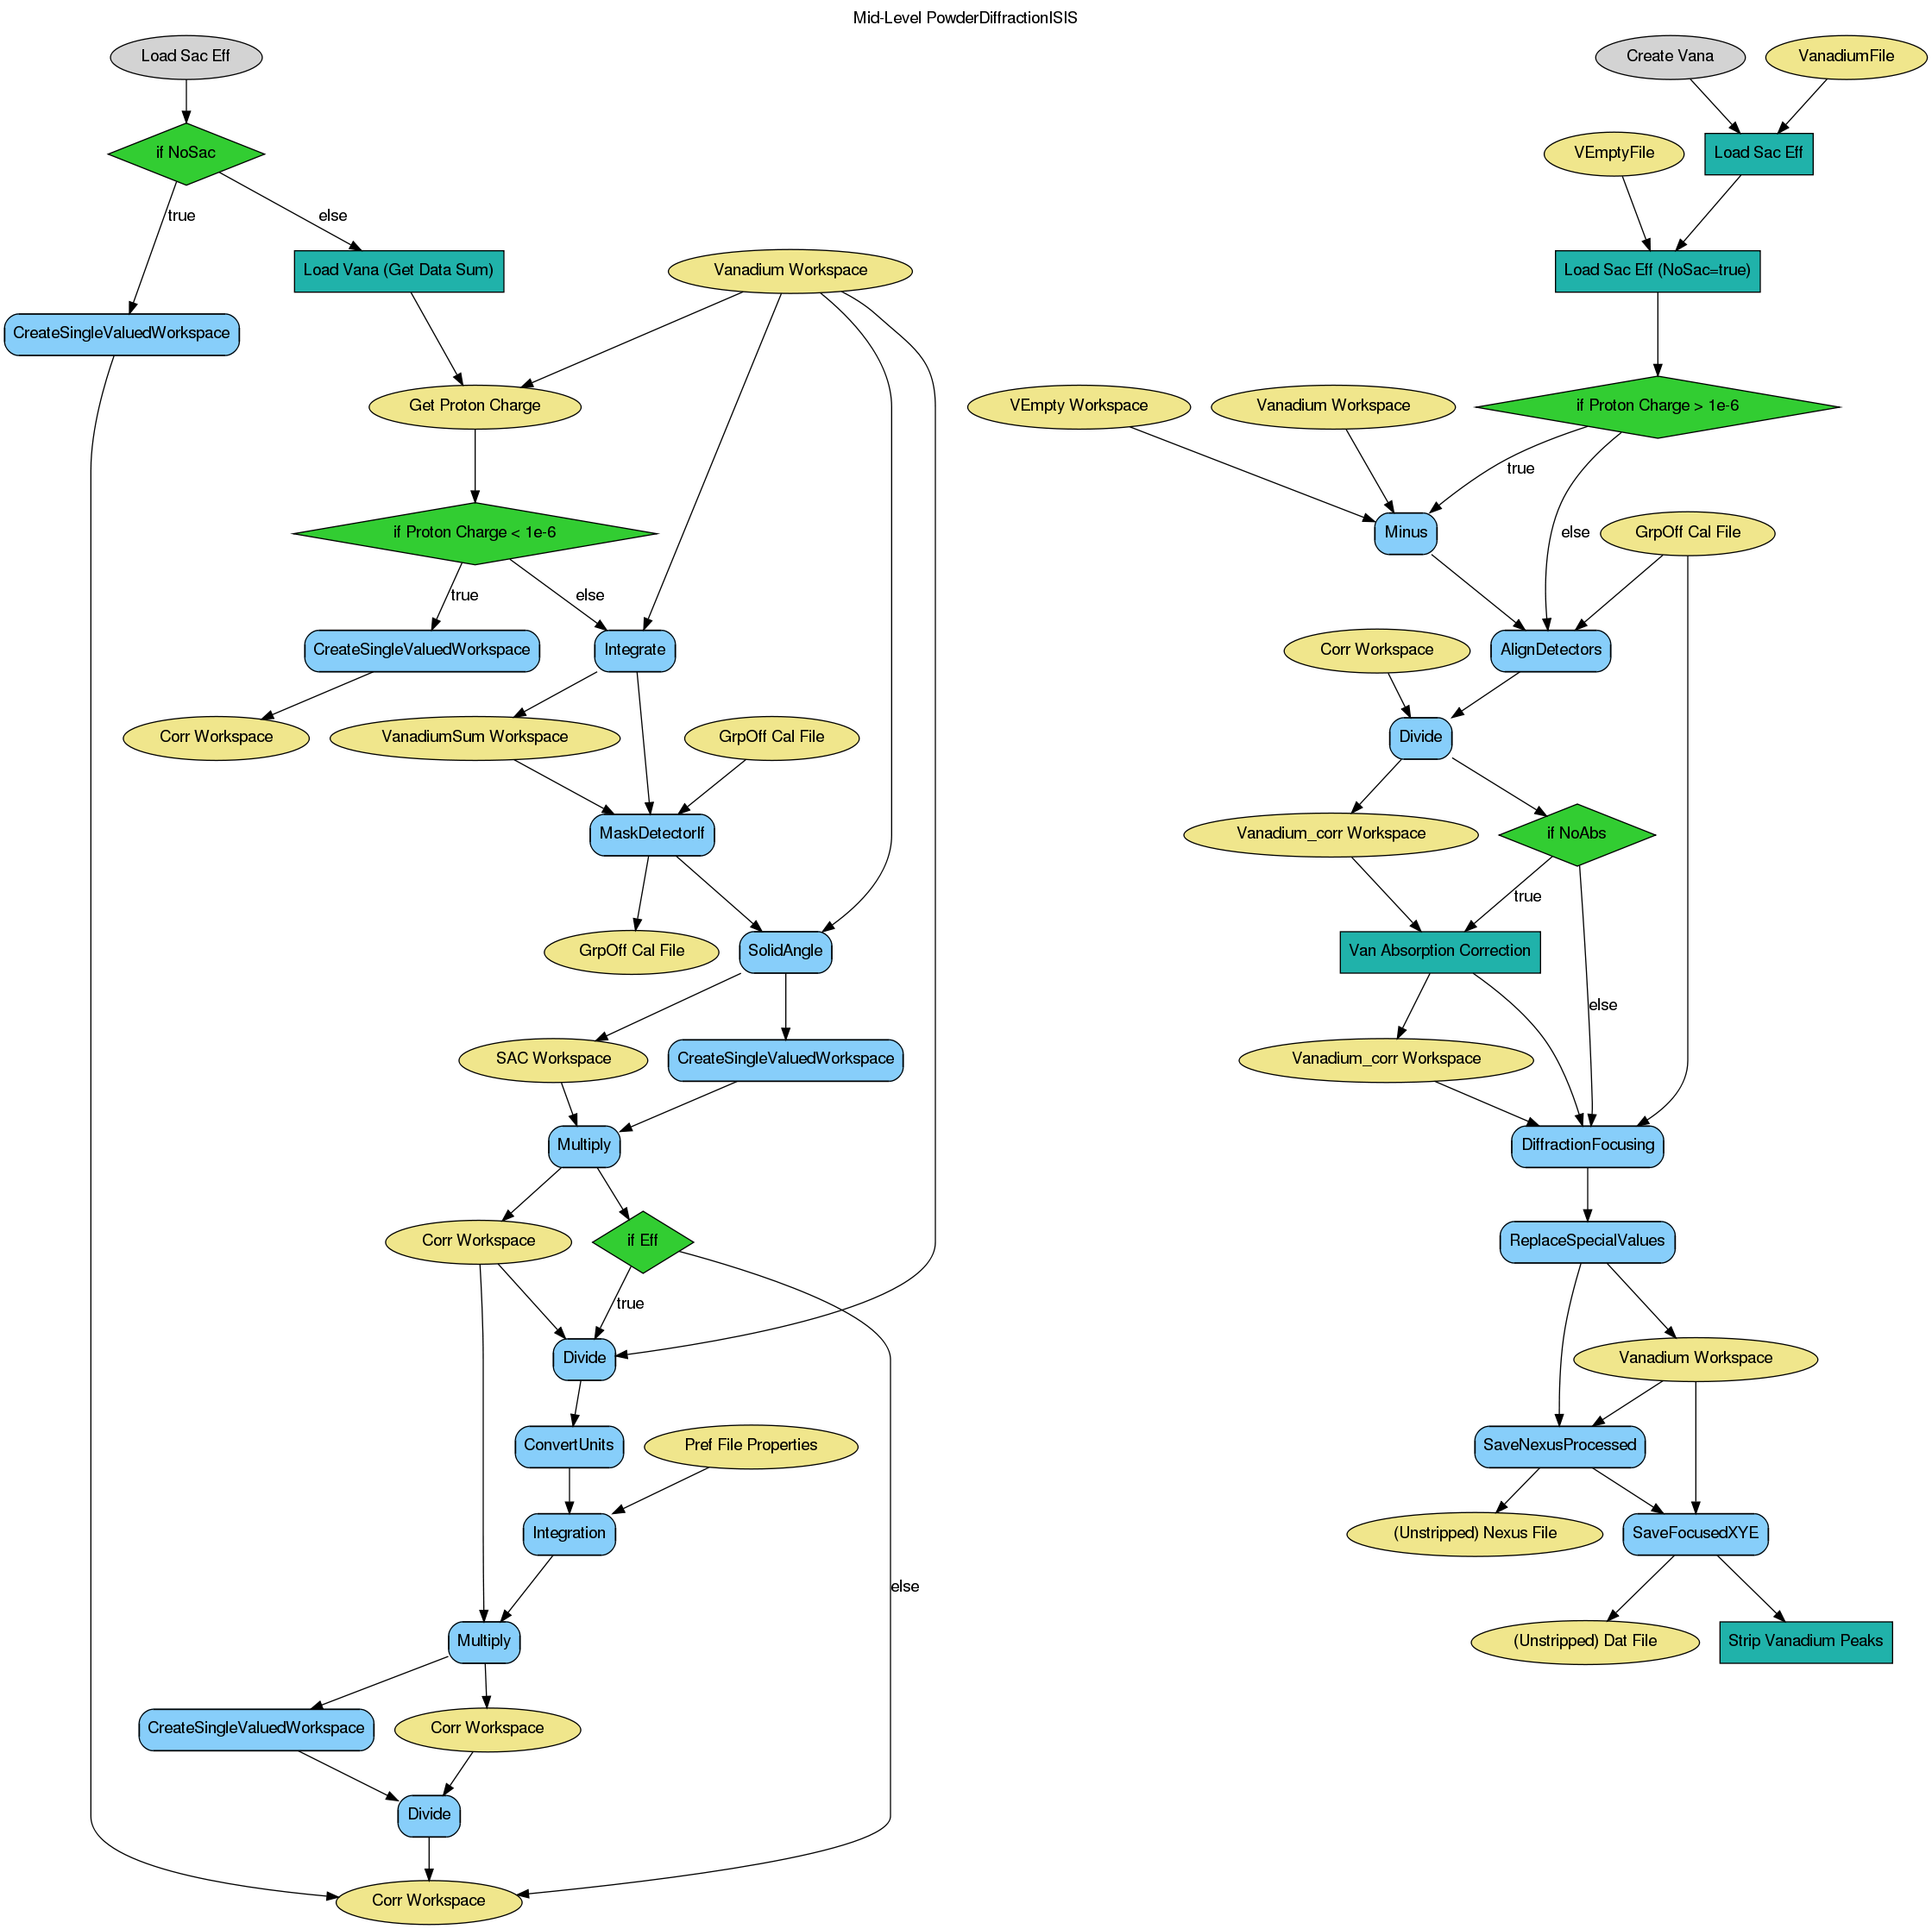 Mid-Level PowderDiffractionISIS
Load Sac Eff
if NoSac
true
else
Load Vana (Get Data Sum)
Vanadium Workspace
CreateSingleValuedWorkspace
Get Proton Charge
if Proton Charge < 1e-6
true
else
CreateSingleValuedWorkspace
Integrate
Corr Workspace
VanadiumSum Workspace
GrpOff Cal File
MaskDetectorIf
GrpOff Cal File
SolidAngle
SAC Workspace
CreateSingleValuedWorkspace
Multiply
Corr Workspace
if Eff
true
Divide
ConvertUnits
Pref File Properties
Integration
else
Multiply
CreateSingleValuedWorkspace
Corr Workspace
Divide
Corr Workspace
Create Vana
VanadiumFile
VEmptyFile
Load Sac Eff
Load Sac Eff (NoSac=true)
VEmpty Workspace
Vanadium Workspace
if Proton Charge > 1e-6
true
else
Minus
GrpOff Cal File
Corr Workspace
AlignDetectors
Divide
Vanadium_corr Workspace
if NoAbs
true
Van Absorption Correction
else
Vanadium_corr Workspace
DiffractionFocusing
ReplaceSpecialValues
Vanadium Workspace
SaveNexusProcessed
(Unstripped) Nexus File
SaveFocusedXYE
(Unstripped) Dat File
Strip Vanadium Peaks